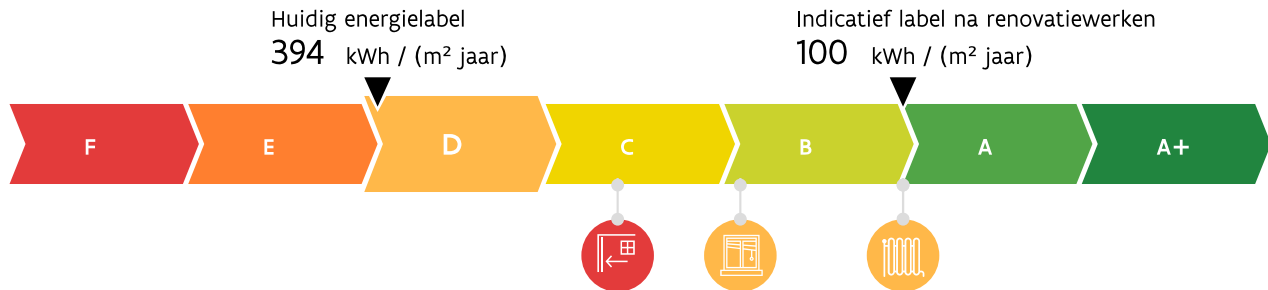 Huidig energielabel
394 kWh / (m² jaar)
Indicatief label na renovatiewerken
100 kWh / (m² jaar)
F E D C B A A+